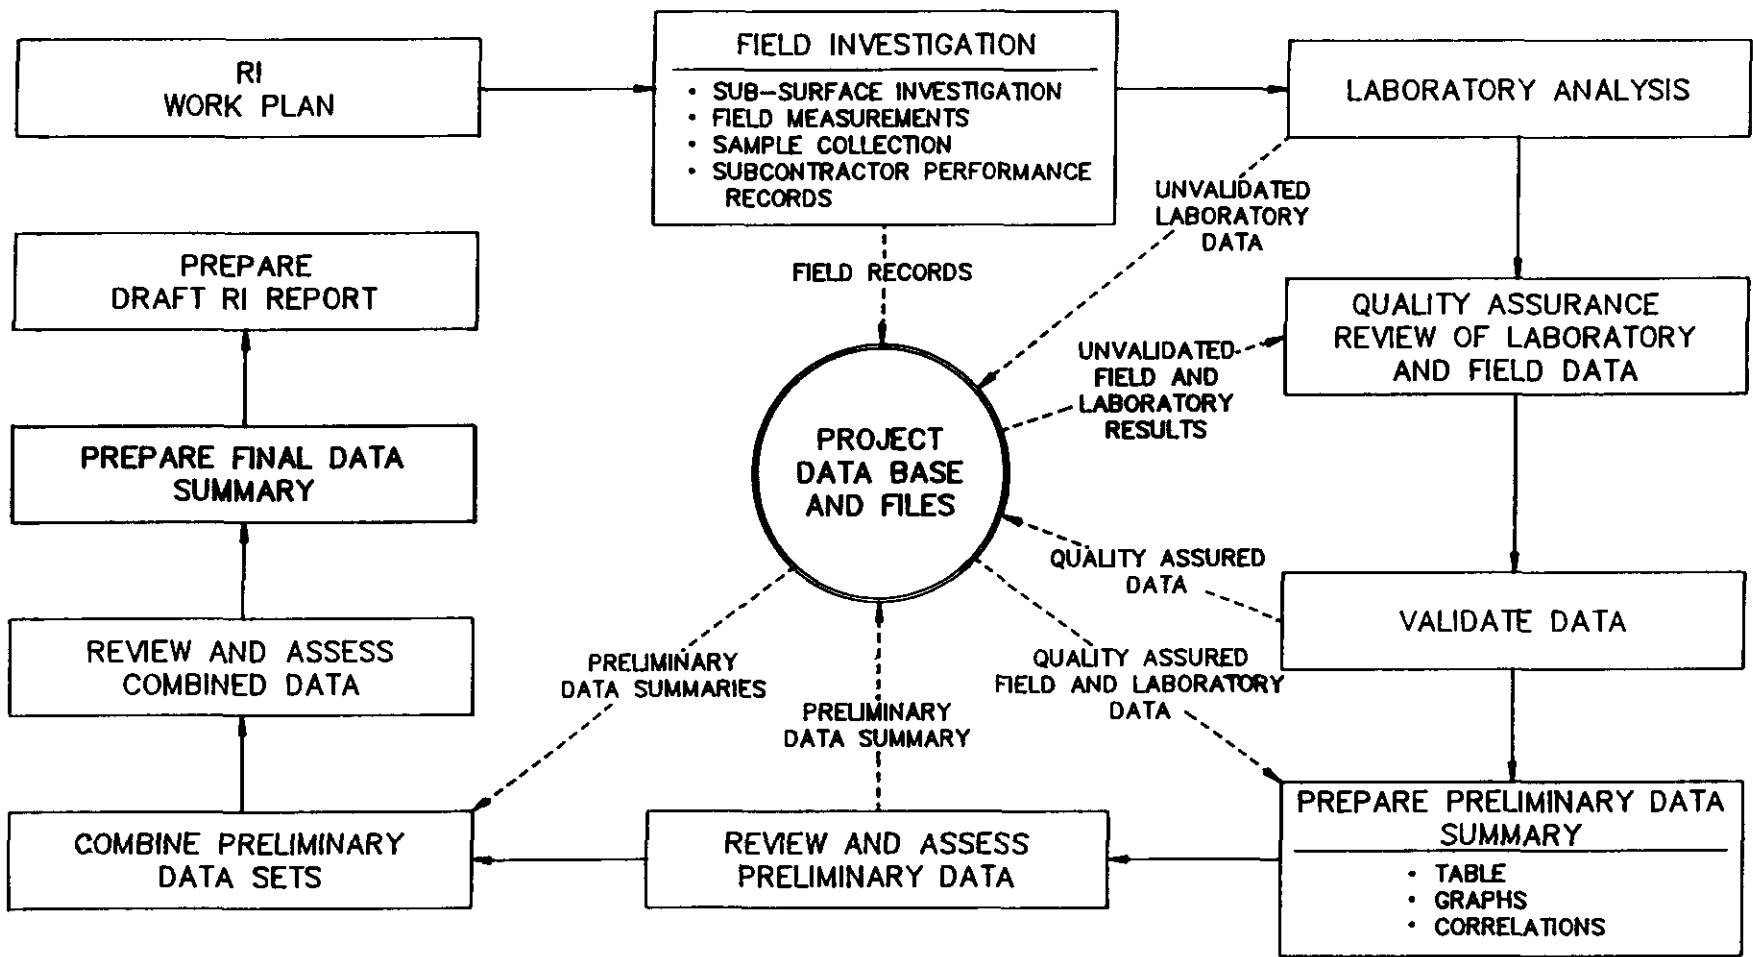 RI
WORK PLAN
FIELD INVESTIGATION
• SUB-SURFACE INVESTIGATION
• FIELD MEASUREMENTS
• SAMPLE COLLECTION
• SUBCONTRACTOR PERFORMANCE
RECORDS
LABORATORY ANALYSIS
UNVALIDATED
LABORATORY
DATA
FIELD RECORDS
PREPARE
DRAFT RI REPORT
QUALITY ASSURANCE
REVIEW OF LABORATORY
AND FIELD DATA
UNVALIDATED
FIELD AND
LABORATORY
RESULTS
PROJECT
DATA BASE
AND FILES
PREPARE FINAL DATA
SUMMARY
QUALITY ASSURED
DATA
VALIDATE DATA
REVIEW AND ASSESS
COMBINED DATA
PRELIMINARY
DATA SUMMARIES
PRELIMINARY
DATA SUMMARY
QUALITY ASSURED
FIELD AND LABORATORY
DATA
COMBINE PRELIMINARY
DATA SETS
REVIEW AND ASSESS
PRELIMINARY DATA
PREPARE PRELIMINARY DATA
SUMMARY
• TABLE
• GRAPHS
• CORRELATIONS